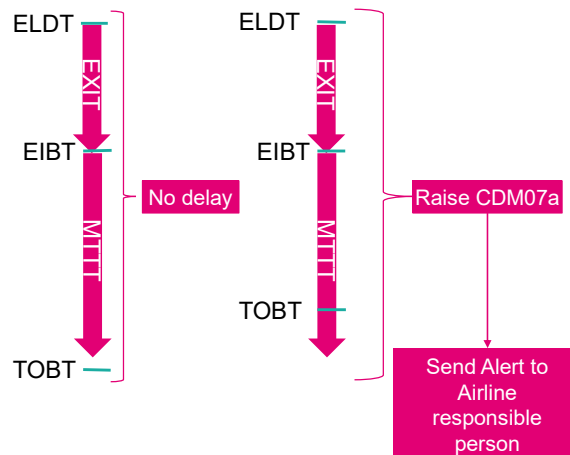 ELDT
EXIT
EIBT
No delay
MTTT
TOBT
ELDT
EXIT
EIBT
Raise CDM07a
MTTT
TOBT
Send Alert to
Airline
responsible
person